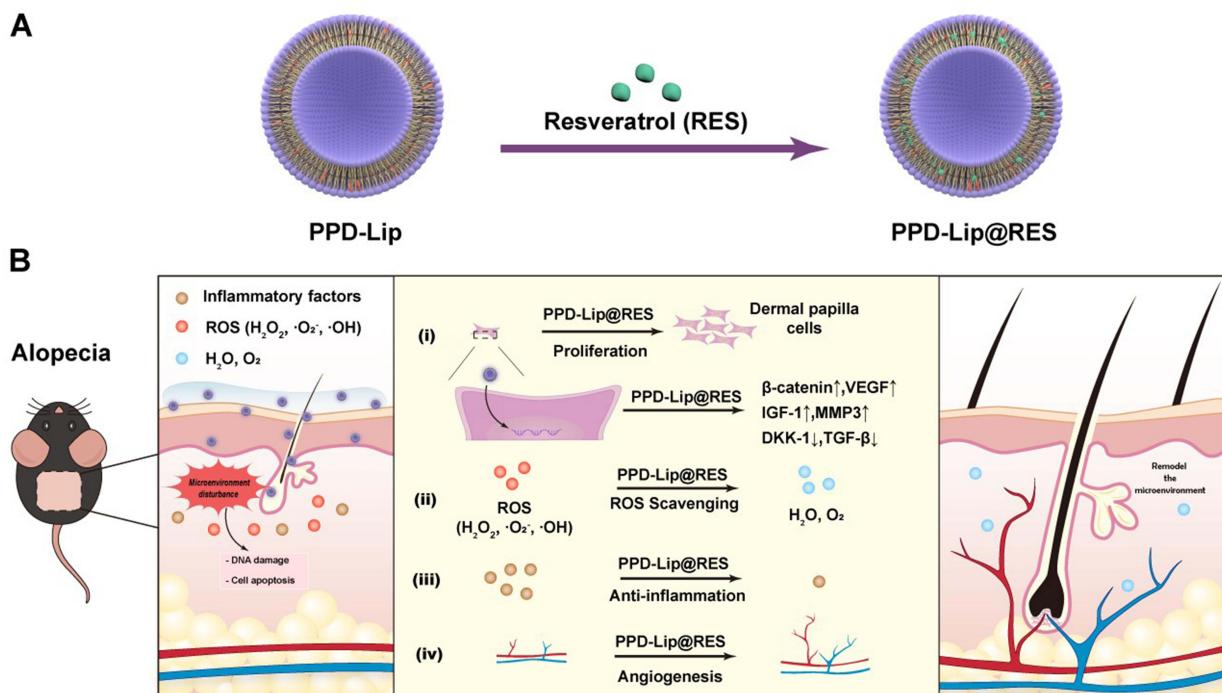 A
Resveratrol (RES)
PPD-Lip
PPD-Lip@RES
B
Alopecia
Inflammatory factors
ROS (H₂O₂, ·O₂⁻, ·OH)
H₂O, O₂
Microenvironment
disturbance
- DNA damage
- Cell apoptosis
(i)
PPD-Lip@RES
Proliferation
Dermal papilla
cells
PPD-Lip@RES
β-catenin↑,VEGF↑
IGF-1↑,MMP3↑
DKK-1↓,TGF-β↓
(ii)
ROS
(H₂O₂, ·O₂⁻, ·OH)
PPD-Lip@RES
ROS Scavenging
H₂O, O₂
(iii)
PPD-Lip@RES
Anti-inflammation
(iv)
PPD-Lip@RES
Angiogenesis
Remodel
the
microenvironment